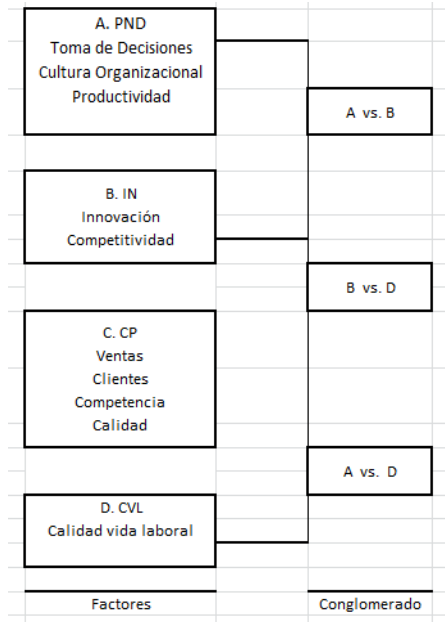 A. PND
Toma de Decisiones
Cultura Organizacional
Productividad
A vs. B
B. IN
Innovación
Competitividad
B vs. D
C. CP
Ventas
Clientes
Competencia
Calidad
A vs. D
D. CVL
Calidad vida laboral
Factores
Conglomerado